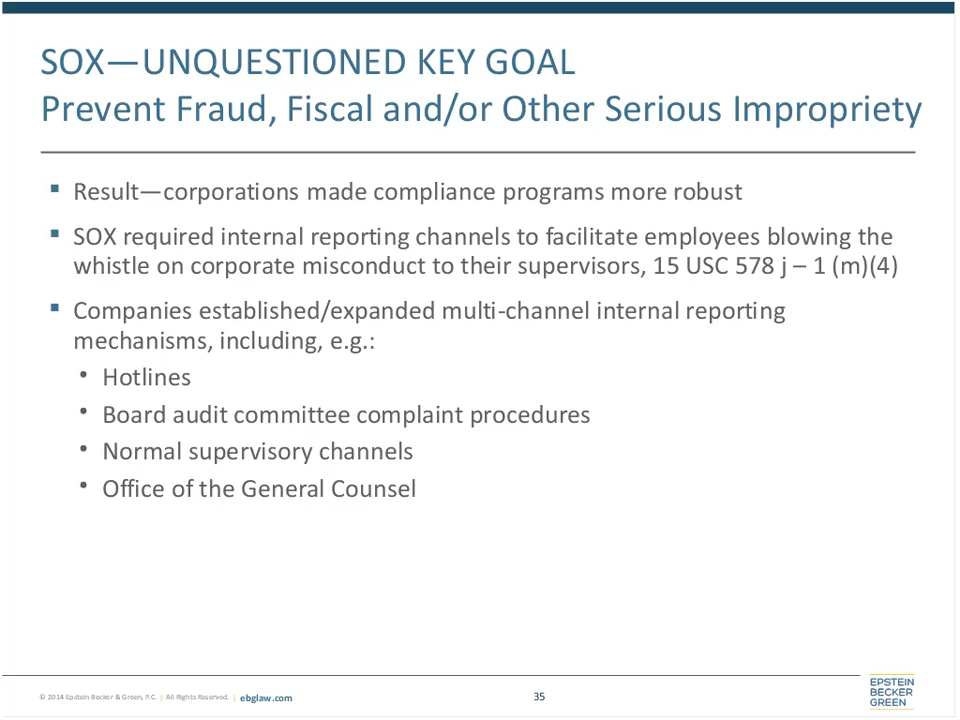 SOX—UNQUESTIONED KEY GOAL
Prevent Fraud, Fiscal and/or Other Serious Impropriety
▪ Result—corporations made compliance programs more robust
▪ SOX required internal reporting channels to facilitate employees blowing the
whistle on corporate misconduct to their supervisors, 15 USC 578 j – 1 (m)(4)
▪ Companies established/expanded multi-channel internal reporting
mechanisms, including, e.g.:
• Hotlines
• Board audit committee complaint procedures
• Normal supervisory channels
• Office of the General Counsel
© 2014 Epstein Becker & Green, P.C. | All Rights Reserved. | ebglaw.com
35
EPSTEIN
BECKER
GREEN